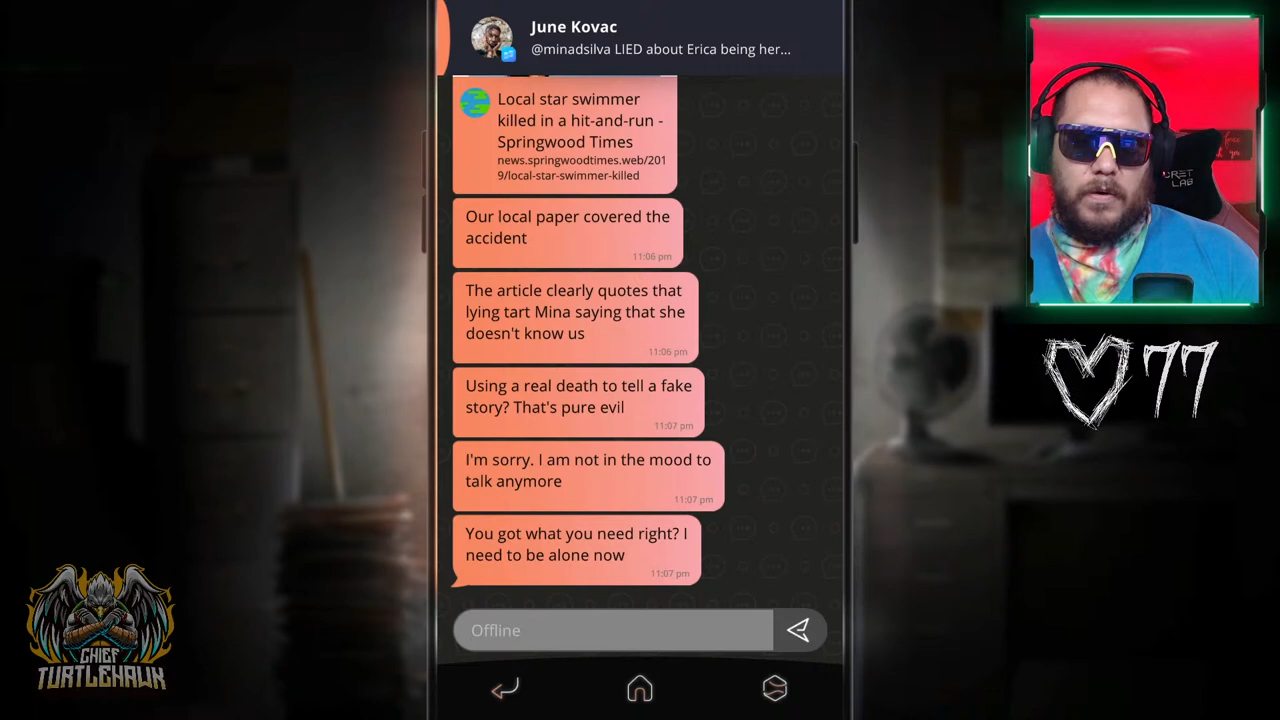 June Kovac
@minadsilva LIED about Erica being her...
Local star swimmer
killed in a hit-and-run -
Springwood Times
news.springwoodtimes.web/201
9/local-star-swimmer-killed
Our local paper covered the
accident
11:06 pm
The article clearly quotes that
lying tart Mina saying that she
doesn't know us
11:06 pm
Using a real death to tell a fake
story? That's pure evil
11:07 pm
I'm sorry. I am not in the mood to
talk anymore
11:07 pm
You got what you need right? I
need to be alone now
11:07 pm
Offline
77
CHIEF
TURTLEHAWK